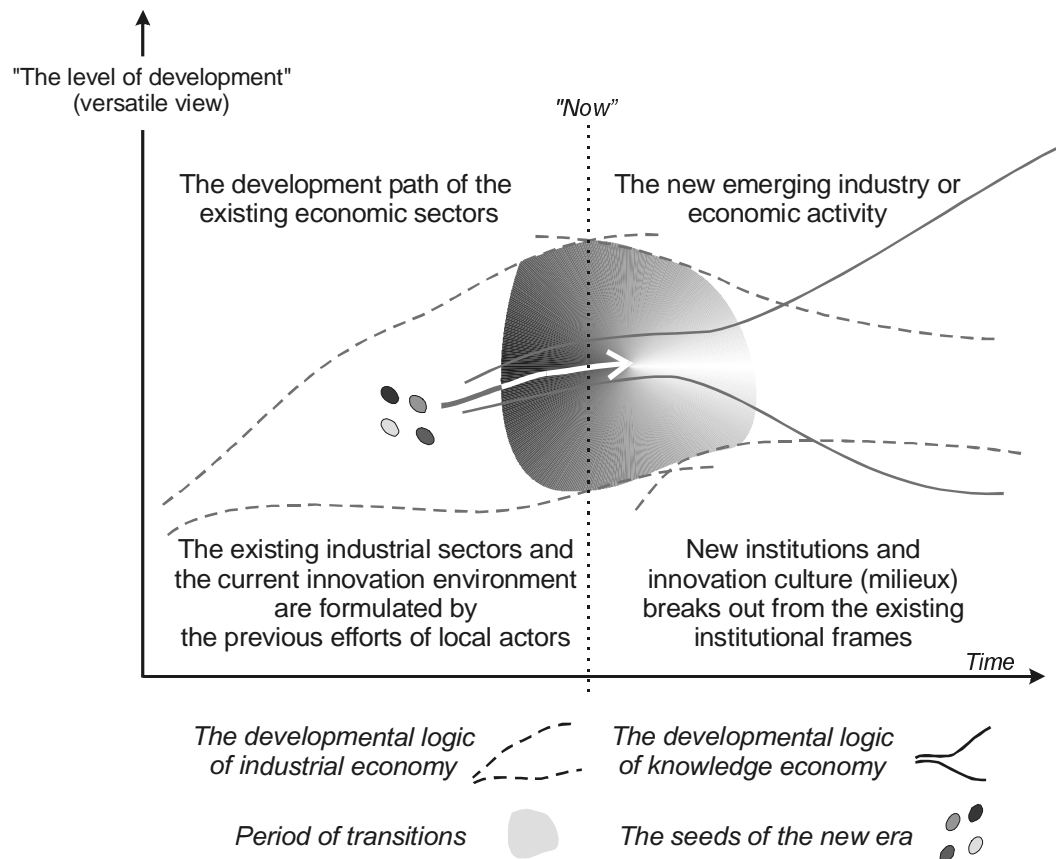 "The level of development"
(versatile view)
"Now”
The development path of the
existing economic sectors
The new emerging industry or
economic activity
The existing industrial sectors and
the current innovation environment
are formulated by
the previous efforts of local actors
New institutions and
innovation culture (milieux)
breaks out from the existing
institutional frames
Time
The developmental logic
of industrial economy
The developmental logic
of knowledge economy
Period of transitions
The seeds of the new era